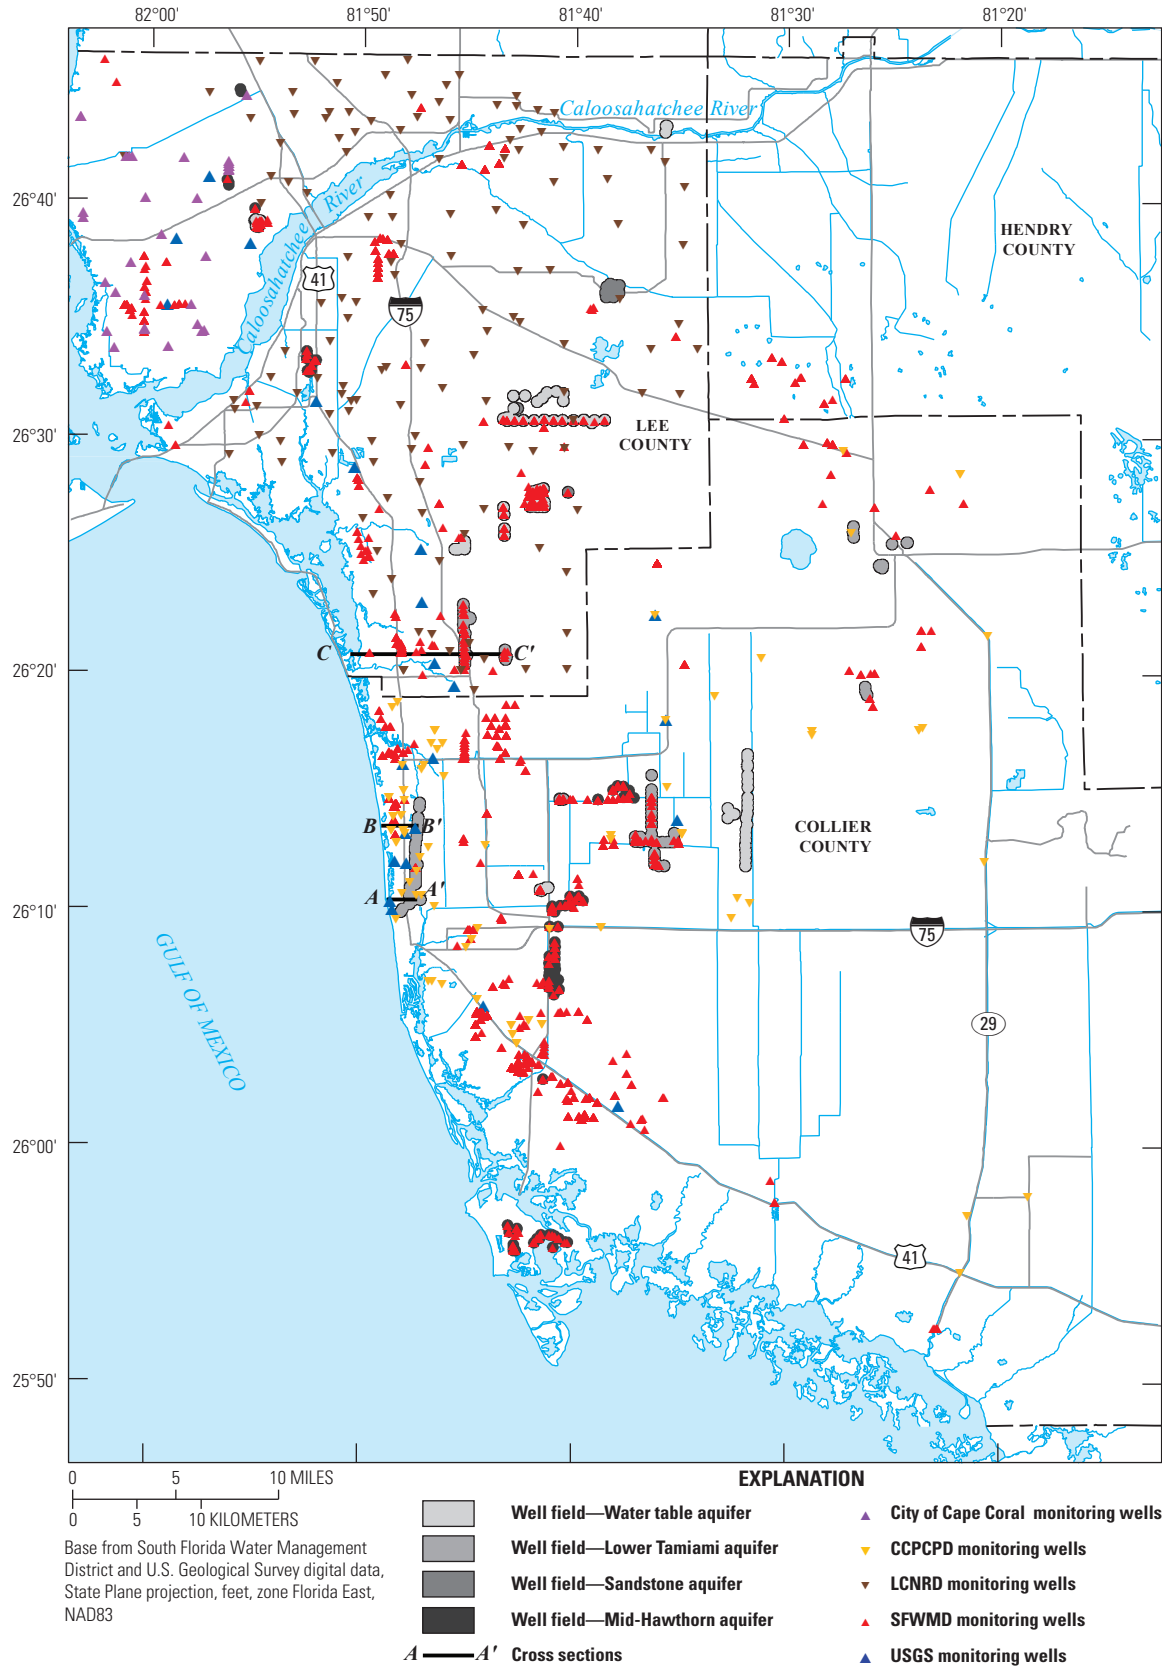 82°00' 81°50' 81°40' 81°30' 81°20'
Caloosahatchee River
26°40'
Caloosahatchee River
HENDRY
COUNTY
41
75
26°30'
LEE
COUNTY
C C'
26°20'
B B'
COLLIER
COUNTY
A A'
26°10'
75
GULF OF MEXICO
29
26°00'
41
25°50'
0 5 10 MILES
0 5 10 KILOMETERS
Base from South Florida Water Management
District and U.S. Geological Survey digital data,
State Plane projection, feet, zone Florida East,
NAD83
EXPLANATION
Well field—Water table aquifer
Well field—Lower Tamiami aquifer
Well field—Sandstone aquifer
Well field—Mid-Hawthorn aquifer
A A' Cross sections
City of Cape Coral monitoring wells
CCPCPD monitoring wells
LCNRD monitoring wells
SFWMD monitoring wells
USGS monitoring wells